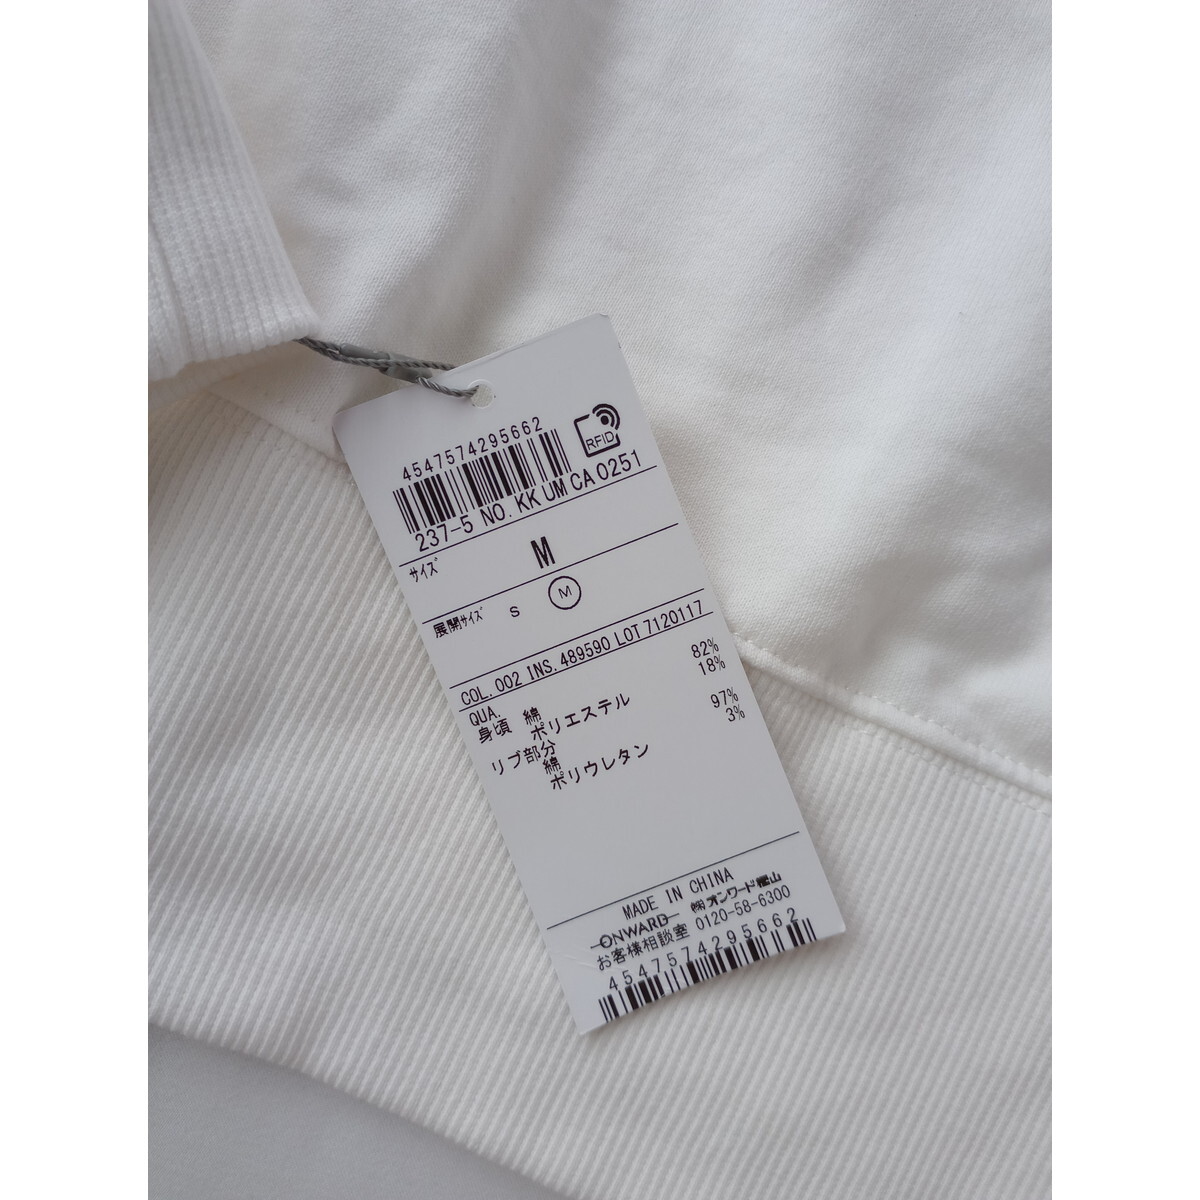 4547574295662
RFID
237-5 NO. KK UM CA 0251
サイズ M
展開サイズ S M
COL. 002 INS. 489590 LOT 7120117
QUA.
身頃 綿 82%
ポリエステル 18%
リブ部分
綿 97%
ポリウレタン 3%
MADE IN CHINA
ONWARD ㈱オンワード樫山
お客様相談室 0120-58-6300
4547574295662